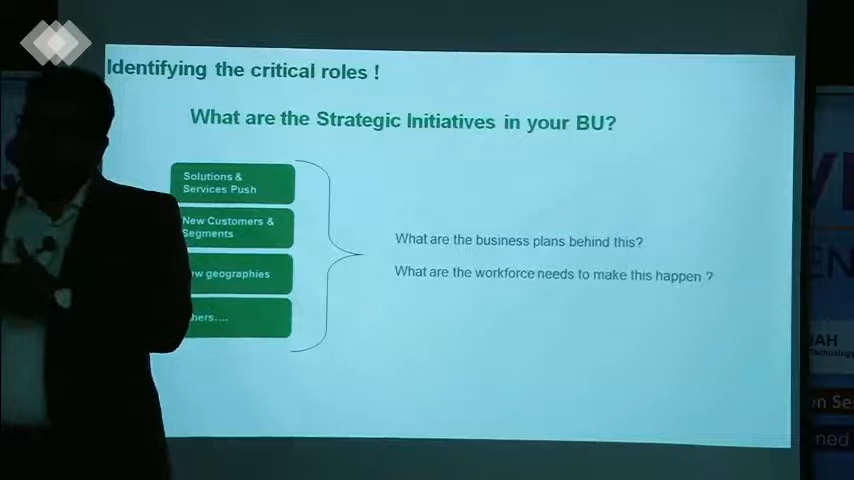 Identifying the critical roles !
What are the Strategic Initiatives in your BU?
Solutions &
Services Push
New Customers &
Segments
geographies
What are the business plans behind this?
What are the workforce needs to make this happen ?